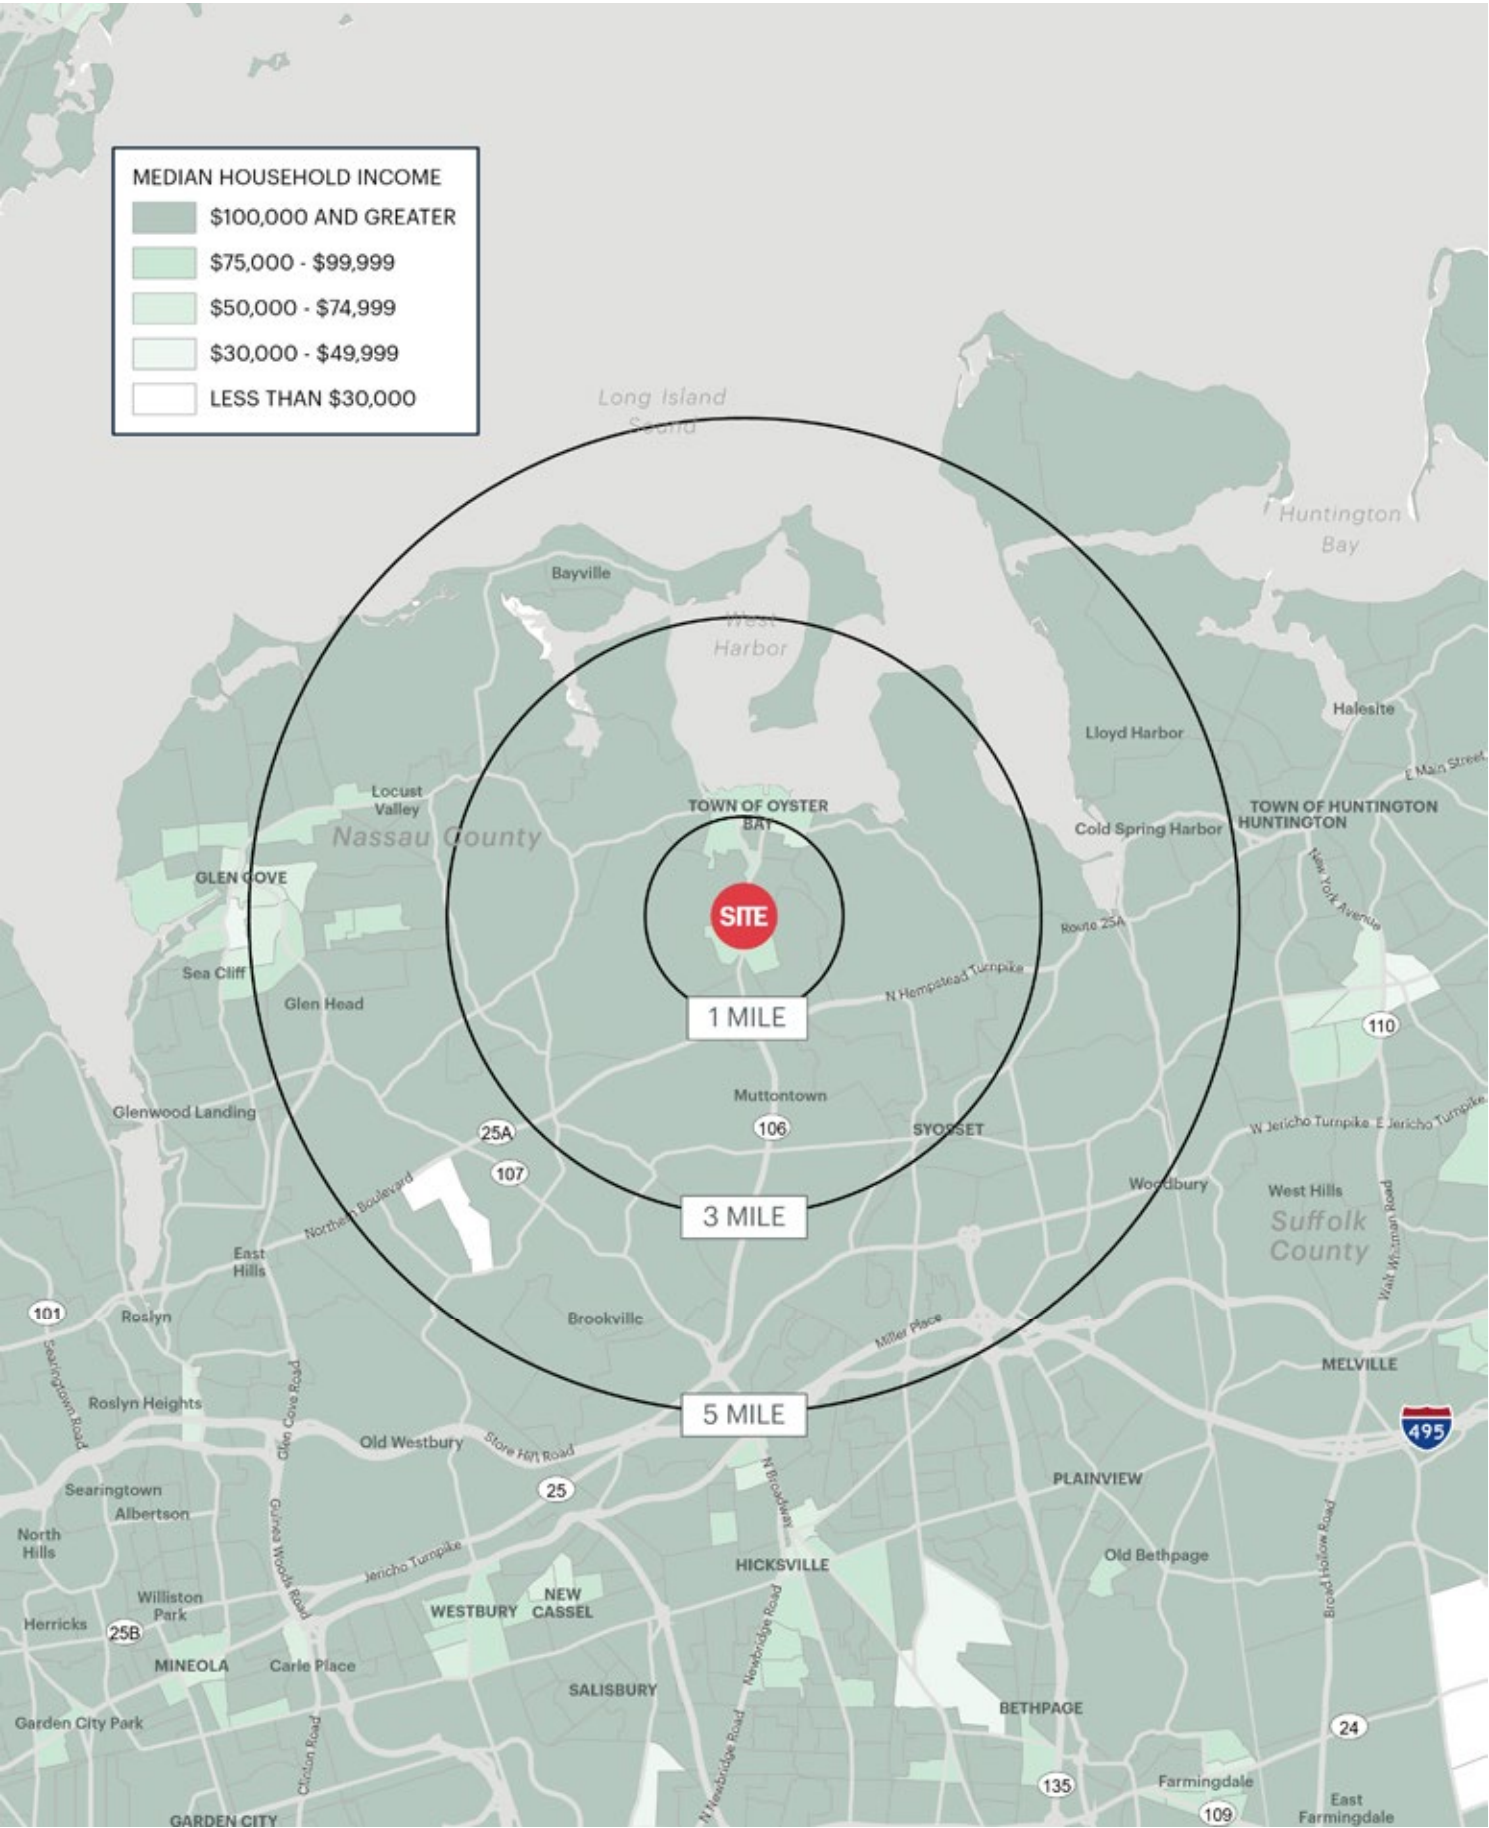 MEDIAN HOUSEHOLD INCOME
$100,000 AND GREATER
$75,000 - $99,999
$50,000 - $74,999
$30,000 - $49,999
LESS THAN $30,000
Long Island
Sound
Huntington
Bay
Bayville
West
Harbor
Halesite
Lloyd Harbor
E Main Street
Locust
Valley
TOWN OF OYSTER
BAY
TOWN OF HUNTINGTON
HUNTINGTON
Cold Spring Harbor
Nassau County
GLEN COVE
New York Avenue
SITE
Route 25A
Sea Cliff
N Hempstead Turnpike
Glen Head
1 MILE
110
Muttontown
Glenwood Landing
25A
106
SYOSSET
W Jericho Turnpike
E Jericho Turnpike
107
Woodbury
West Hills
Northern Boulevard
3 MILE
Suffolk
County
Walt Whitman Road
East
Hills
101
Roslyn
Brookville
Miller Place
Searingtown Road
MELVILLE
Glen Cove Road
Roslyn Heights
5 MILE
495
Old Westbury
Store Hill Road
N Broadway
PLAINVIEW
Searingtown
25
Albertson
North
Hills
Guinea Woods Road
Jericho Turnpike
HICKSVILLE
Old Bethpage
Broad Hollow Road
Williston
Park
NEW
CASSEL
WESTBURY
Herricks
25B
Newbridge Road
MINEOLA
Carle Place
SALISBURY
BETHPAGE
Garden City Park
24
Clinton Road
N Newbridge Road
135
Farmingdale
109
East
Farmingdale
GARDEN CITY